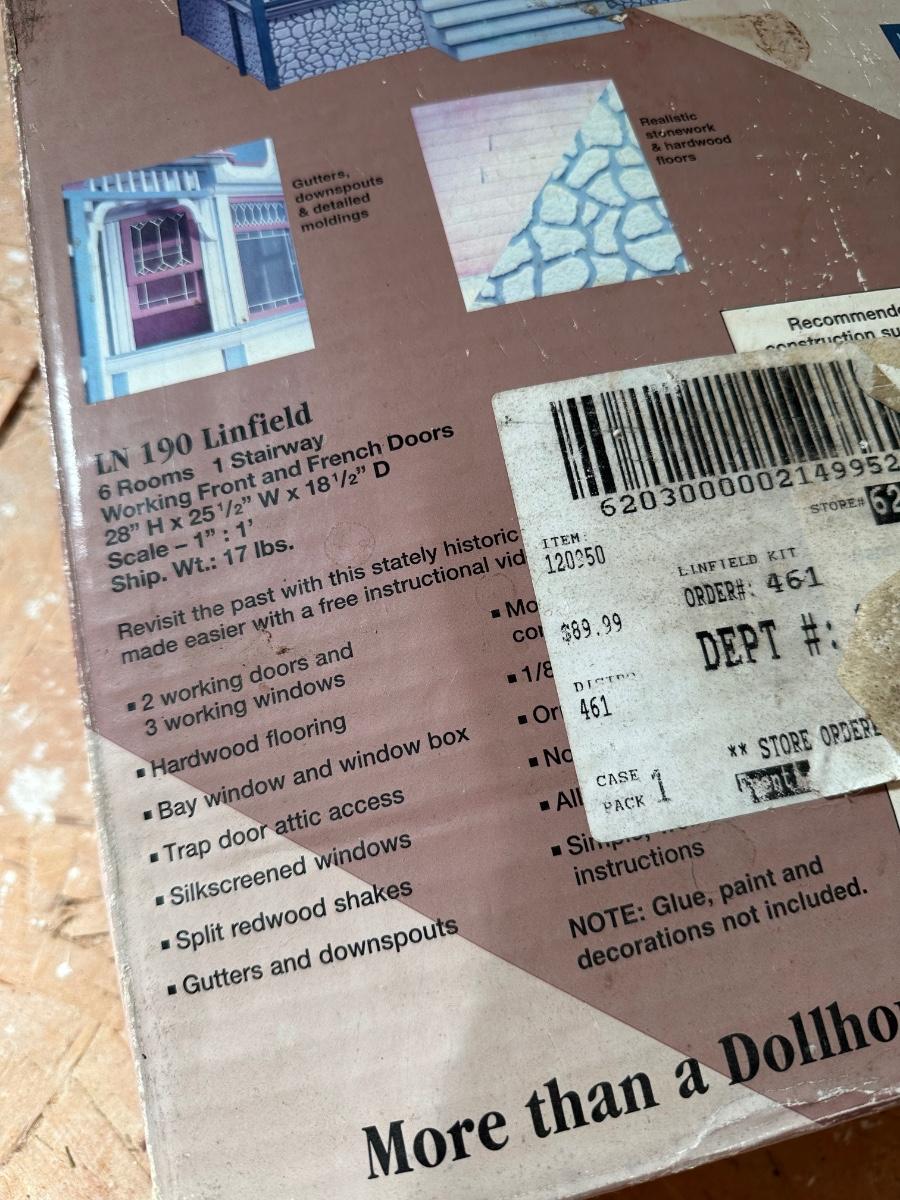 Realistic
stonework
& hardwood
floors
Gutters,
downspouts
& detailed
moldings
LN 190 Linfield
6 Rooms 1 Stairway
Working Front and French Doors
28” H x 25 1/2” W x 18 1/2” D
Scale – 1” : 1’
Ship. Wt.: 17 lbs.
Revisit the past with this stately historic
made easier with a free instructional
▪ 2 working doors and
3 working windows
▪ Hardwood flooring
▪ Bay window and window box
▪ Trap door attic access
▪ Silkscreened windows
▪ Split redwood shakes
▪ Gutters and downspouts
▪ 1/8
▪ All
instructions
NOTE: Glue, paint and
decorations not included.
construction
6203000002149952
STORE# 62
ITEM
LINFIELD KIT
ORDER#: 461
$89.99
DEPT #:
461
** STORE
CASE
PACK 1
More than a